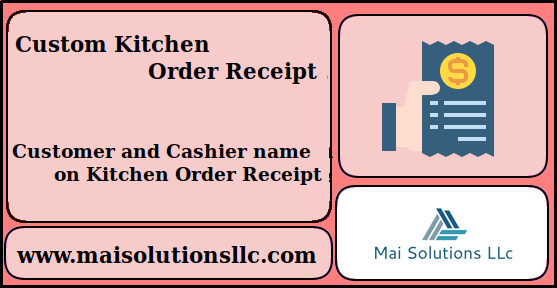 Custom Kitchen
Order Receipt
Customer and Cashier name
on Kitchen Order Receipt
www.maisolutionsllc.com
$
Mai Solutions LLc